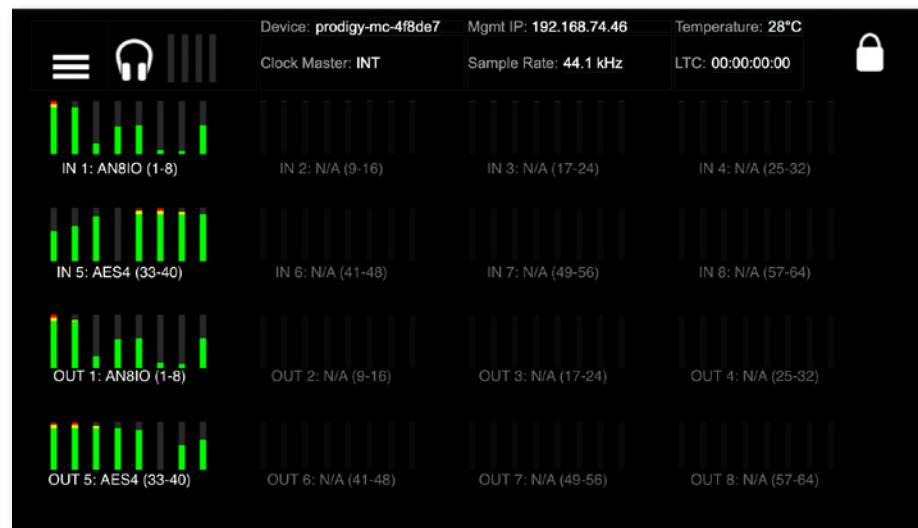 Device: prodigy-mc-4f8de7 Mgmt IP: 192.168.74.46 Temperature: 28°C
Clock Master: INT Sample Rate: 44.1 kHz LTC: 00:00:00:00
IN 1: AN8IO (1-8) IN 2: N/A (9-16) IN 3: N/A (17-24) IN 4: N/A (25-32)
IN 5: AES4 (33-40) IN 6: N/A (41-48) IN 7: N/A (49-56) IN 8: N/A (57-64)
OUT 1: AN8IO (1-8) OUT 2: N/A (9-16) OUT 3: N/A (17-24) OUT 4: N/A (25-32)
OUT 5: AES4 (33-40) OUT 6: N/A (41-48) OUT 7: N/A (49-56) OUT 8: N/A (57-64)